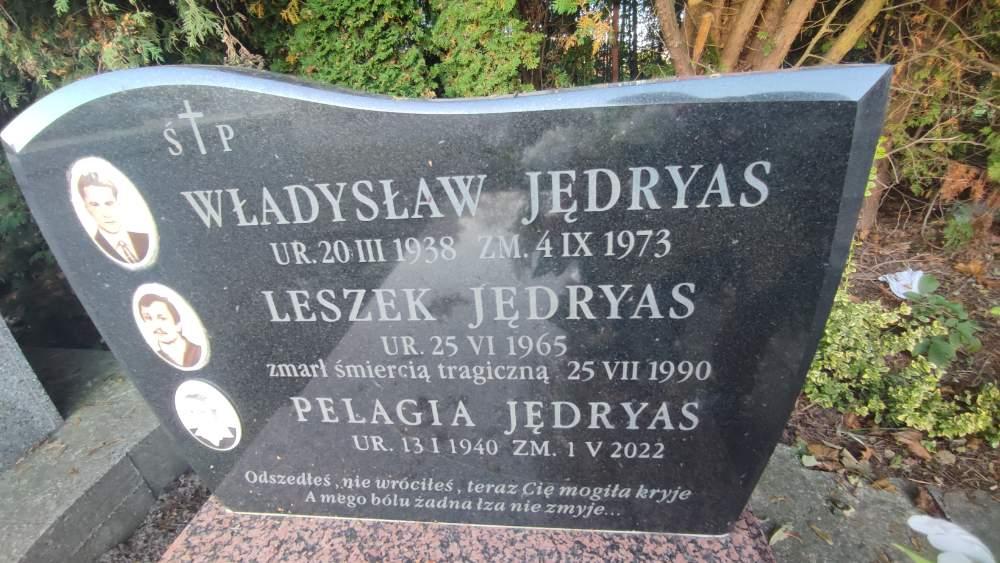 Ś P
WŁADYSŁAW JĘDRYAS
UR. 20 III 1938 ZM. 4 IX 1973
LESZEK JĘDRYAS
UR. 25 VI 1965
zmarł śmiercią tragiczną 25 VII 1990
PELAGIA JĘDRYAS
UR. 13 I 1940 ZM. 1 V 2022
Odszedłeś, nie wróciłeś, teraz Cię mogiła kryje
A mego bólu żadna łza nie zmyje...